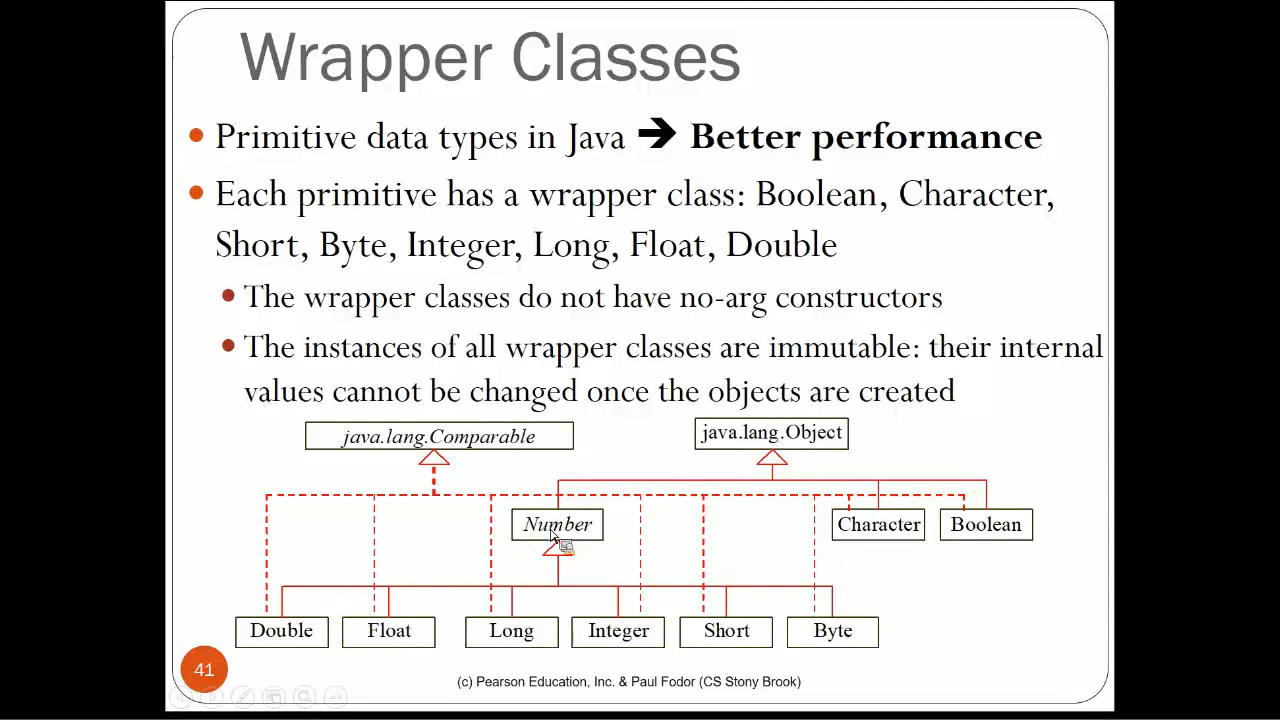 Wrapper Classes
Primitive data types in Java ➔ Better performance
Each primitive has a wrapper class: Boolean, Character,
Short, Byte, Integer, Long, Float, Double
The wrapper classes do not have no-arg constructors
The instances of all wrapper classes are immutable: their internal
values cannot be changed once the objects are created
java.lang.Comparable
java.lang.Object
Number
Character
Boolean
Double
Float
Long
Integer
Short
Byte
41
(c) Pearson Education, Inc. & Paul Fodor (CS Stony Brook)